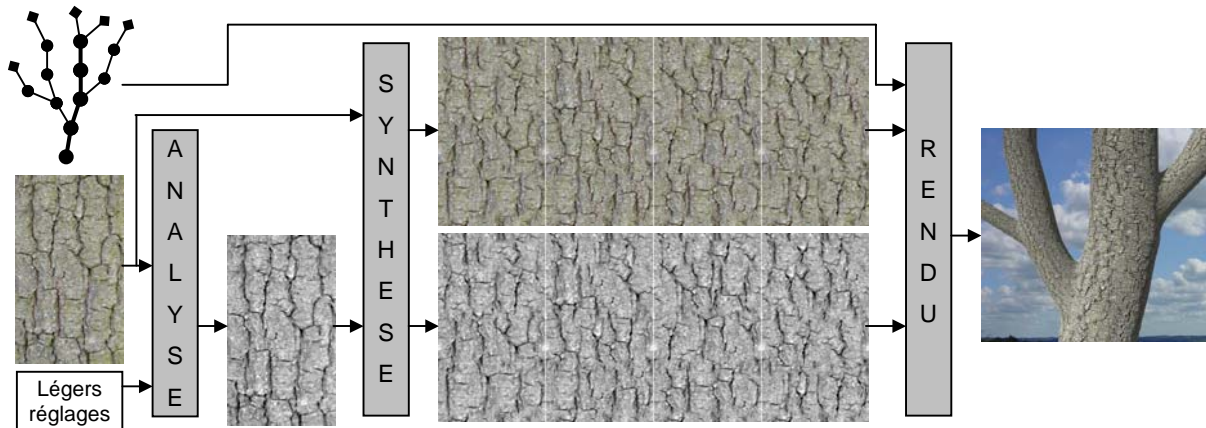 ANALYSE
Légers
réglages
SYNTHESE
RENDU